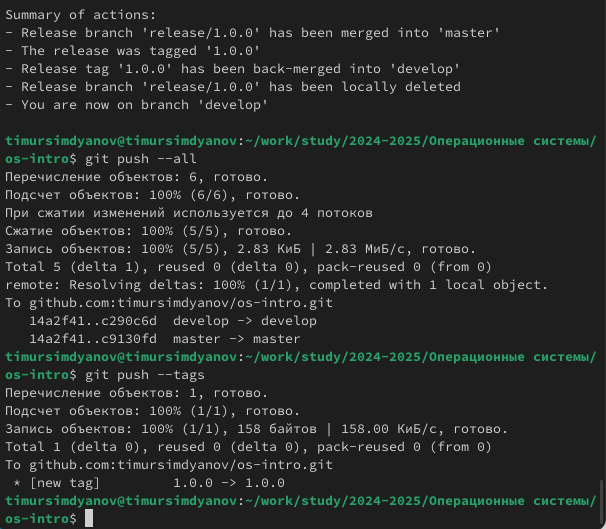 Summary of actions:
- Release branch 'release/1.0.0' has been merged into 'master'
- The release was tagged '1.0.0'
- Release tag '1.0.0' has been back-merged into 'develop'
- Release branch 'release/1.0.0' has been locally deleted
- You are now on branch 'develop'
timursimdyanov@timursimdyanov:~/work/study/2024-2025/Операционные системы/
os-intro$ git push --all
Перечисление объектов: 6, готово.
Подсчет объектов: 100% (6/6), готово.
При сжатии изменений используется до 4 потоков
Сжатие объектов: 100% (5/5), готово.
Запись объектов: 100% (5/5), 2.83 КиБ | 2.83 МиБ/с, готово.
Total 5 (delta 1), reused 0 (delta 0), pack-reused 0 (from 0)
remote: Resolving deltas: 100% (1/1), completed with 1 local object.
To github.com:timursimdyanov/os-intro.git
   14a2f41..c290c6d  develop -> develop
   14a2f41..c9130fd  master -> master
timursimdyanov@timursimdyanov:~/work/study/2024-2025/Операционные системы/
os-intro$ git push --tags
Перечисление объектов: 1, готово.
Подсчет объектов: 100% (1/1), готово.
Запись объектов: 100% (1/1), 158 байтов | 158.00 КиБ/с, готово.
Total 1 (delta 0), reused 0 (delta 0), pack-reused 0 (from 0)
To github.com:timursimdyanov/os-intro.git
 * [new tag]         1.0.0 -> 1.0.0
timursimdyanov@timursimdyanov:~/work/study/2024-2025/Операционные системы/
os-intro$